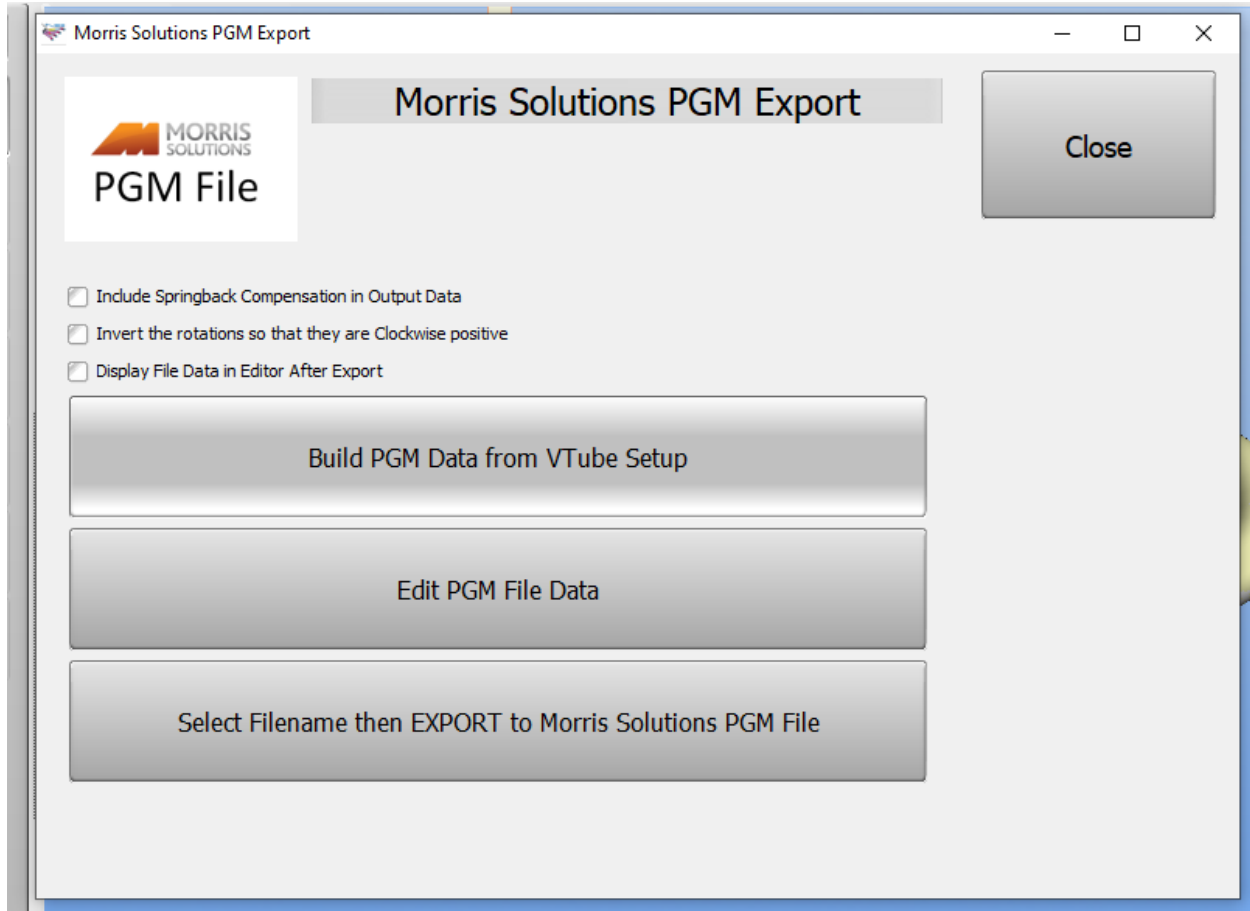 Morris Solutions PGM Export
MORRIS
SOLUTIONS
PGM File
Morris Solutions PGM Export
Close
Include Springback Compensation in Output Data
Invert the rotations so that they are Clockwise positive
Display File Data in Editor After Export
Build PGM Data from VTube Setup
Edit PGM File Data
Select Filename then EXPORT to Morris Solutions PGM File